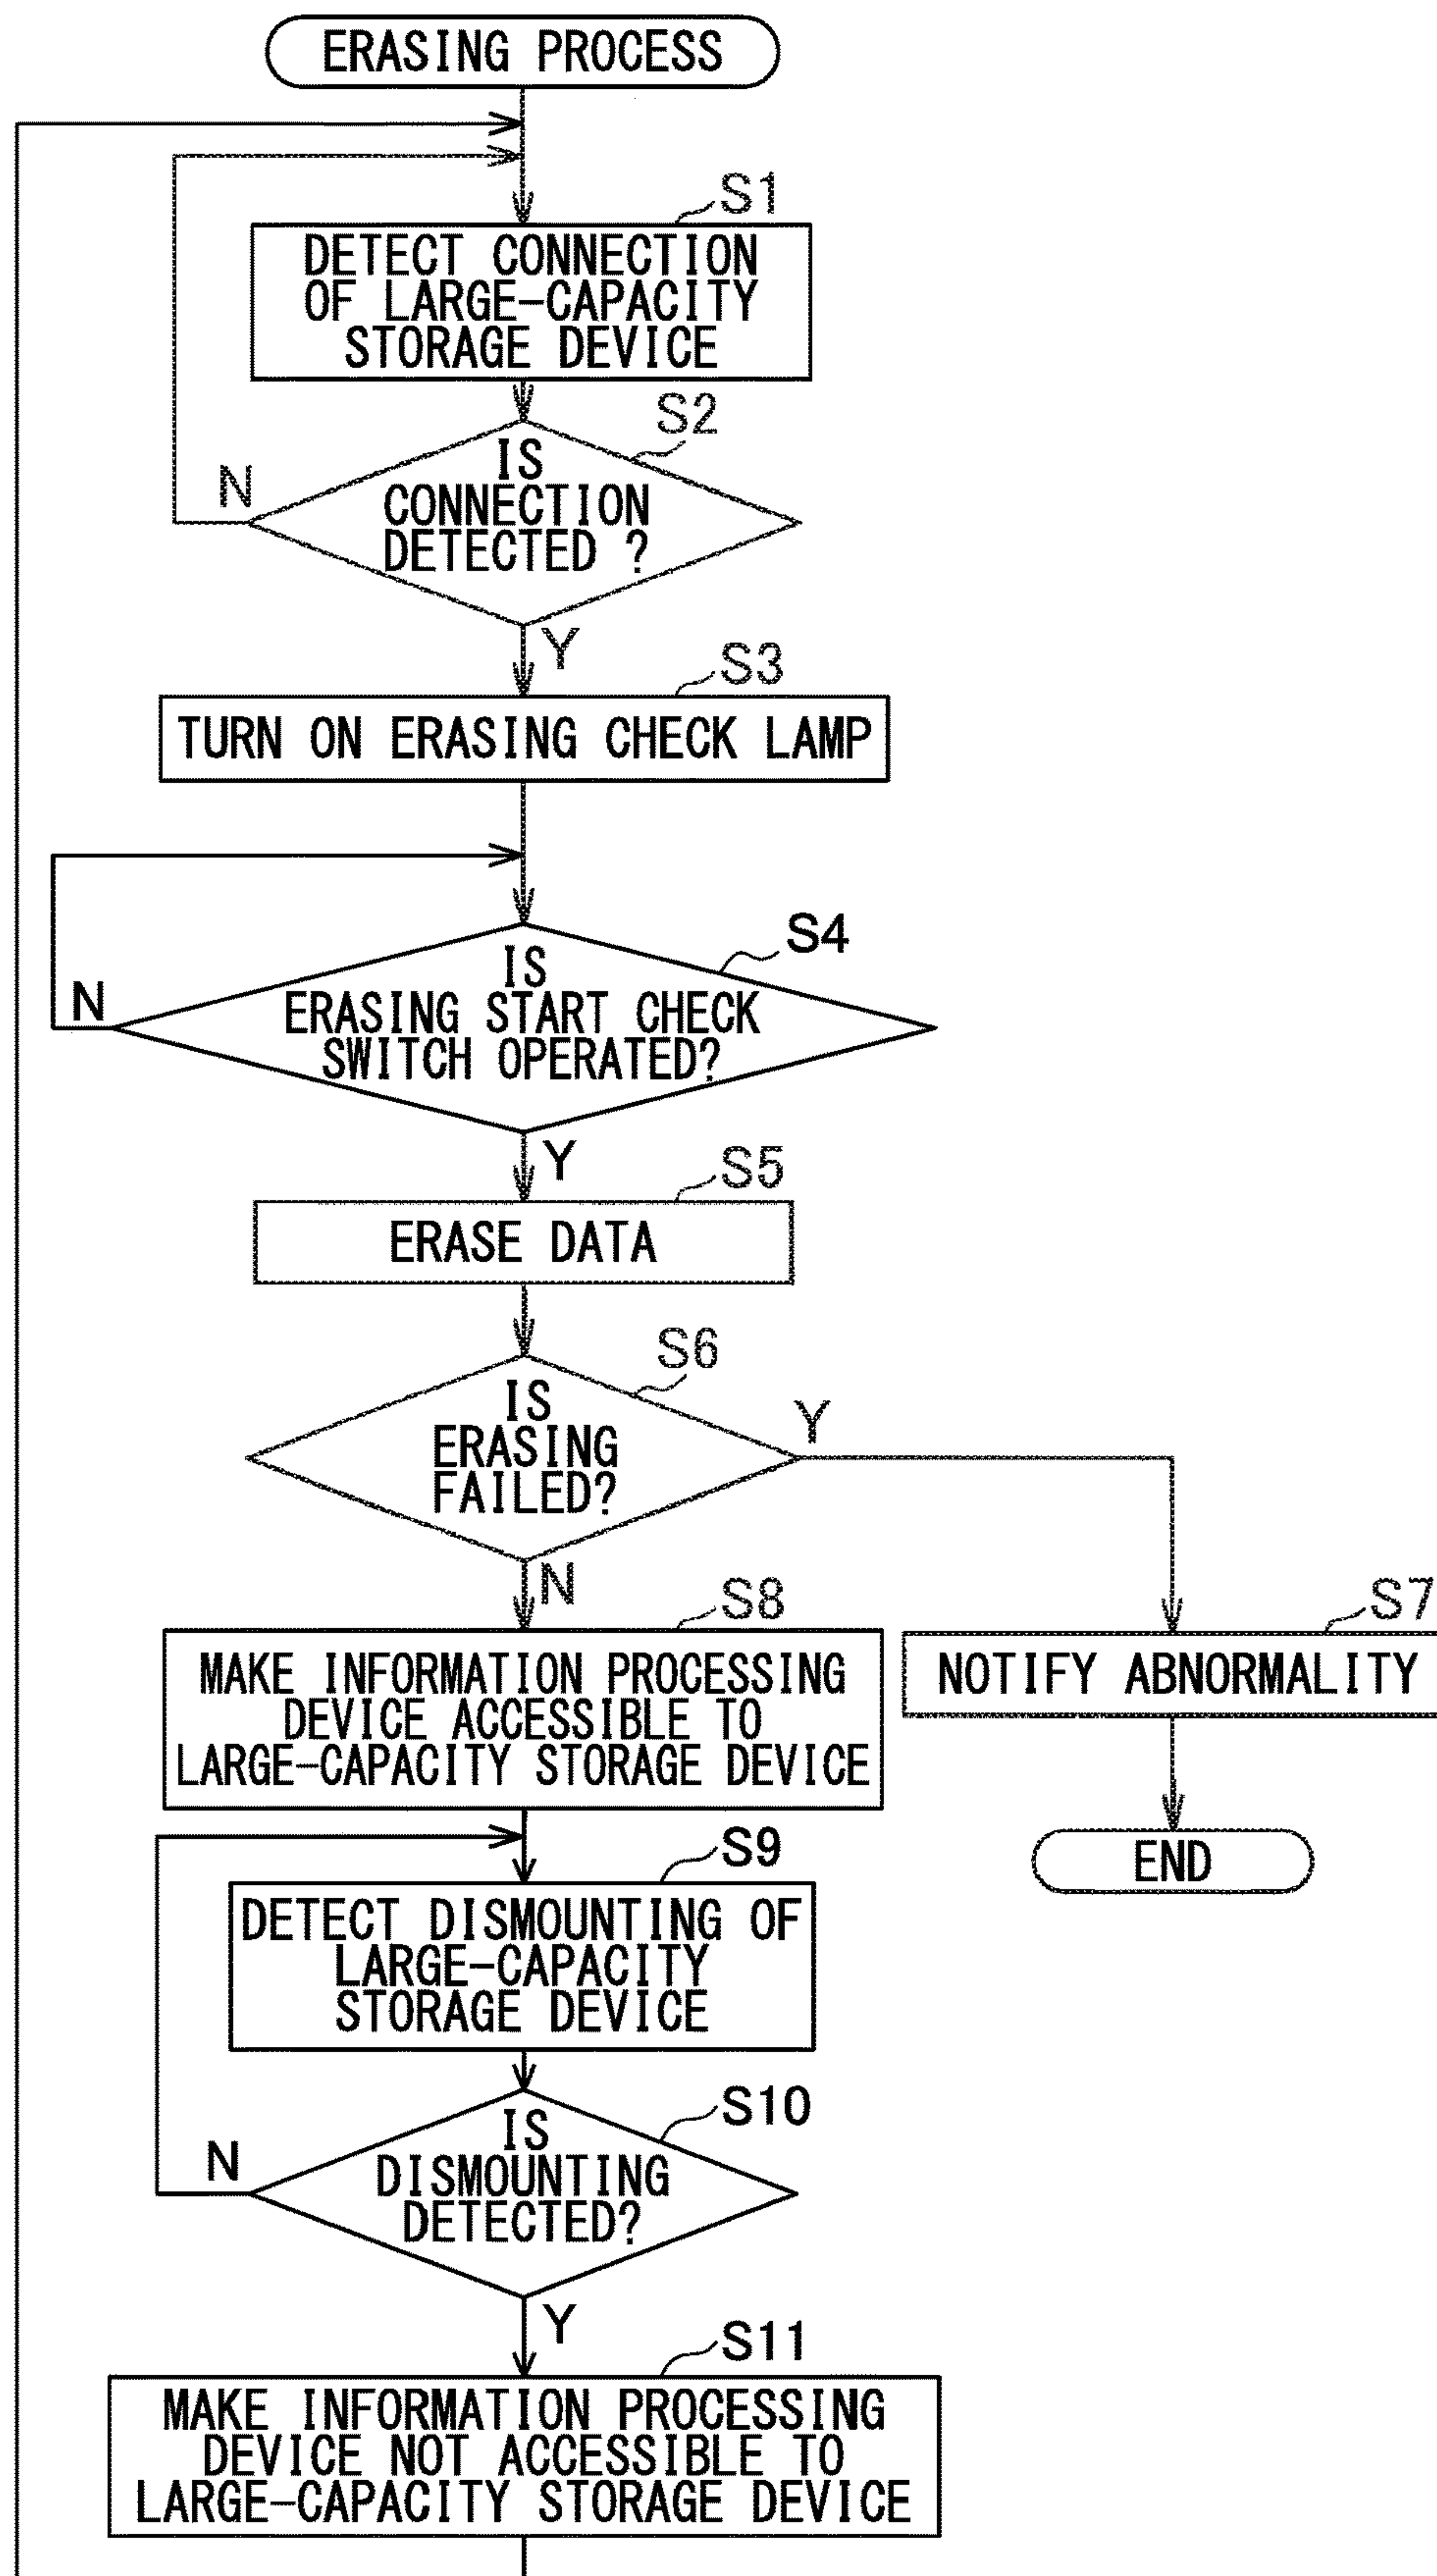 ERASING PROCESS
S1
DETECT CONNECTION
OF LARGE-CAPACITY
STORAGE DEVICE
S2
IS
CONNECTION
DETECTED ?
N
Y
S3
TURN ON ERASING CHECK LAMP
S4
IS
ERASING START CHECK
SWITCH OPERATED?
N
Y
S5
ERASE DATA
S6
IS
ERASING
FAILED?
Y
N
S8
MAKE INFORMATION PROCESSING
DEVICE ACCESSIBLE TO
LARGE-CAPACITY STORAGE DEVICE
S7
NOTIFY ABNORMALITY
END
S9
DETECT DISMOUNTING OF
LARGE-CAPACITY
STORAGE DEVICE
S10
IS
DISMOUNTING
DETECTED?
N
Y
S11
MAKE INFORMATION PROCESSING
DEVICE NOT ACCESSIBLE TO
LARGE-CAPACITY STORAGE DEVICE